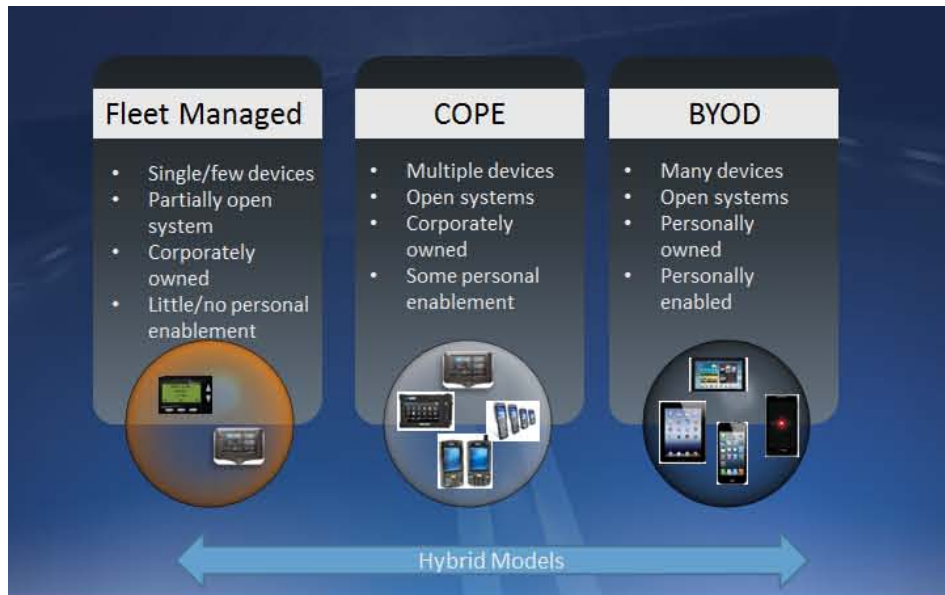 Fleet Managed
• Single/few devices
• Partially open
system
• Corporately
owned
• Little/no personal
enablement
COPE
• Multiple devices
• Open systems
• Corporately
owned
• Some personal
enablement
BYOD
• Many devices
• Open systems
• Personally
owned
• Personally
enabled
Hybrid Models